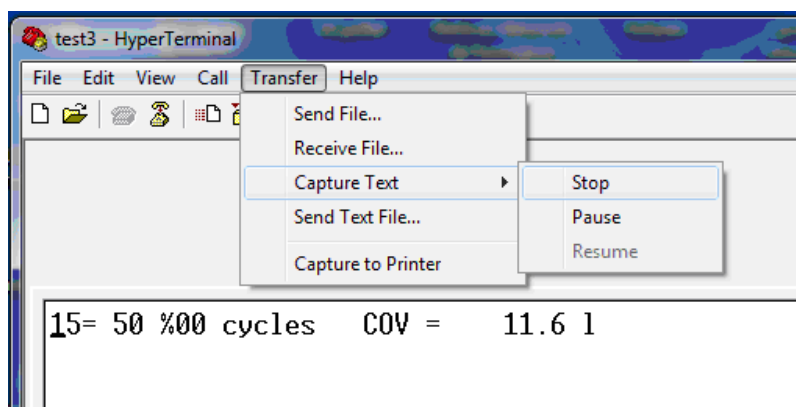 test3 - HyperTerminal
File Edit View Call Transfer Help
Send File...
Receive File...
Capture Text
Send Text File...
Capture to Printer
Stop
Pause
Resume
15= 50 %00 cycles COV = 11.6 l